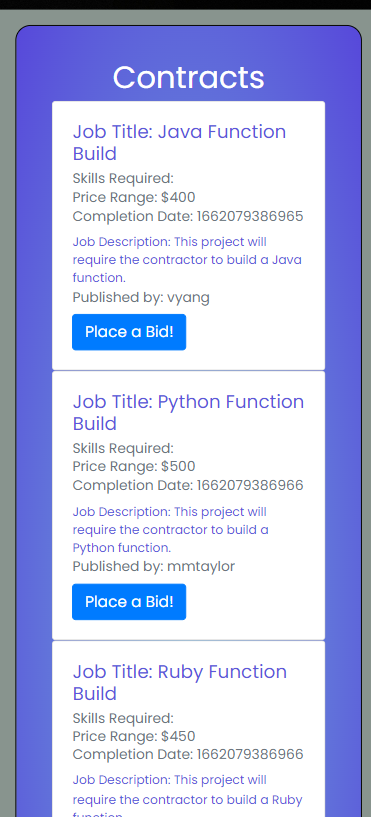 Contracts
Job Title: Java Function
Build
Skills Required:
Price Range: $400
Completion Date: 1662079386965
Job Description: This project will
require the contractor to build a Java
function.
Published by: vyang
Place a Bid!
Job Title: Python Function
Build
Skills Required:
Price Range: $500
Completion Date: 1662079386966
Job Description: This project will
require the contractor to build a
Python function.
Published by: mmtaylor
Place a Bid!
Job Title: Ruby Function
Build
Skills Required:
Price Range: $450
Completion Date: 1662079386966
Job Description: This project will
require the contractor to build a Ruby
function.